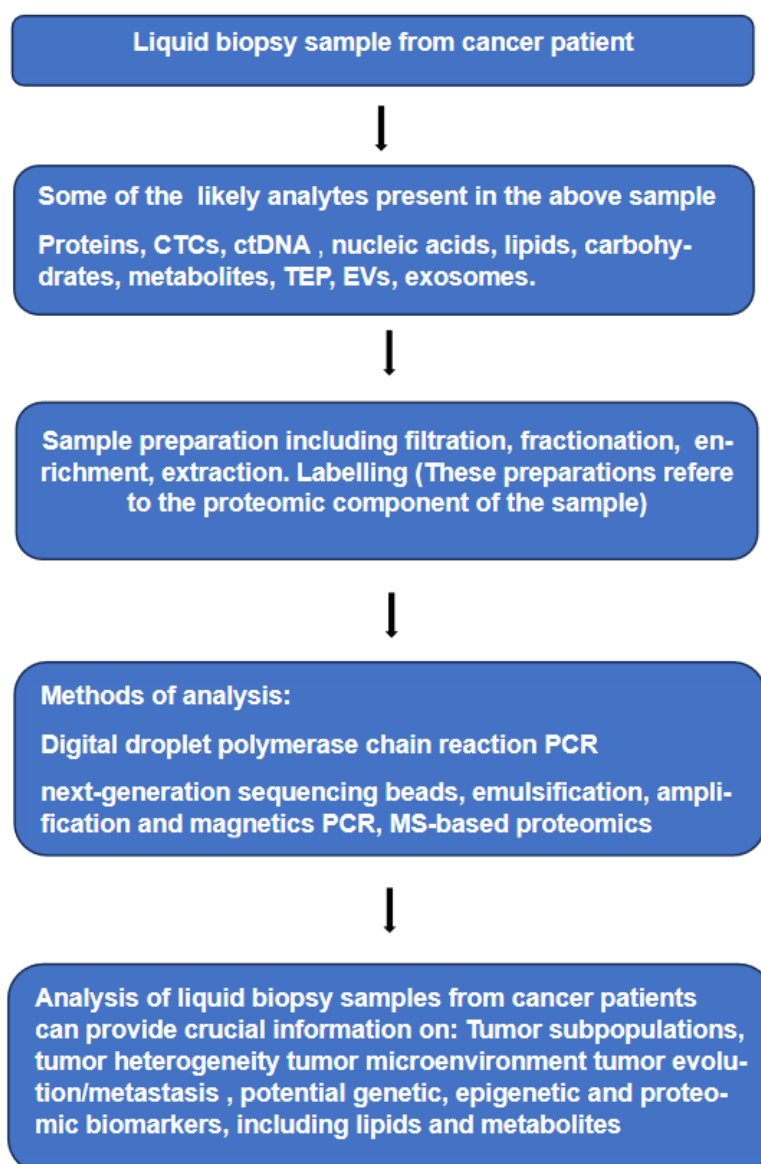 Liquid biopsy sample from cancer patient
Some of the likely analytes present in the above sample
Proteins, CTCs, ctDNA , nucleic acids, lipids, carbohy-
drates, metabolites, TEP, EVs, exosomes.
Sample preparation including filtration, fractionation, en-
richment, extraction. Labelling (These preparations refere
to the proteomic component of the sample)
Methods of analysis:
Digital droplet polymerase chain reaction PCR
next-generation sequencing beads, emulsification, ampli-
fication and magnetics PCR, MS-based proteomics
Analysis of liquid biopsy samples from cancer patients
can provide crucial information on: Tumor subpopulations,
tumor heterogeneity tumor microenvironment tumor evolu-
tion/metastasis , potential genetic, epigenetic and proteo-
mic biomarkers, including lipids and metabolites